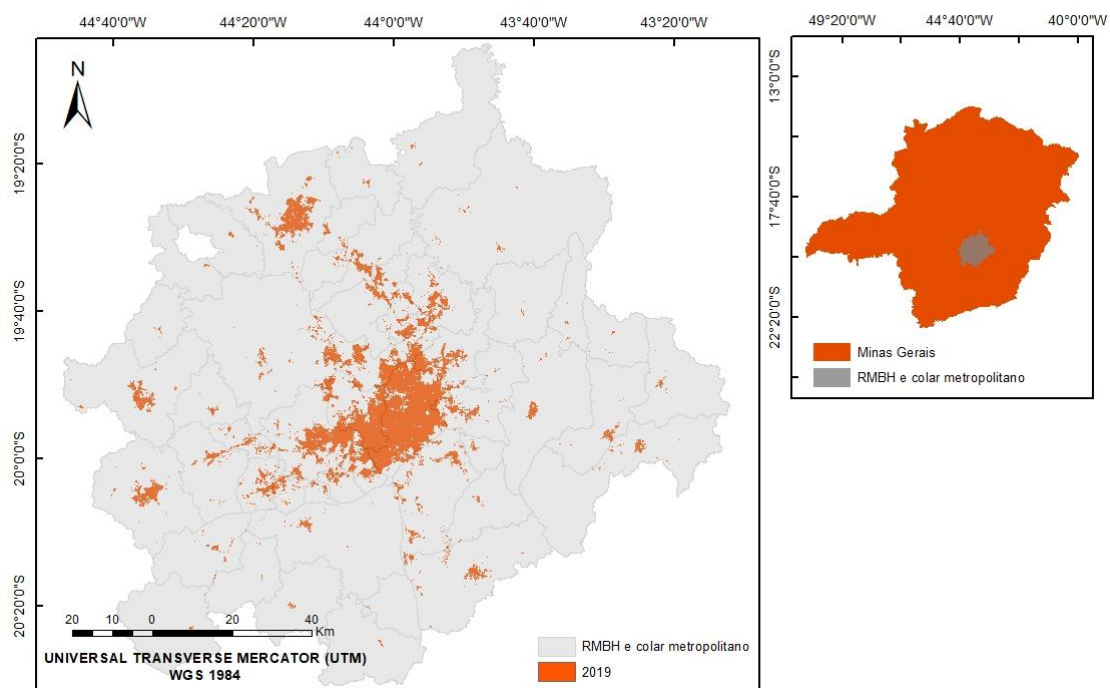 44°40'0"W 44°20'0"W 44°0'0"W 43°40'0"W 43°20'0"W
N
19°20'0"S
19°40'0"S
20°0'0"S
20°20'0"S
20 10 0 20 40
Km
UNIVERSAL TRANSVERSE MERCATOR (UTM)
WGS 1984
RMBH e colar metropolitano
2019
49°20'0"W 44°40'0"W 40°0'0"W
13°0'0"S
17°40'0"S
22°20'0"S
Minas Gerais
RMBH e colar metropolitano